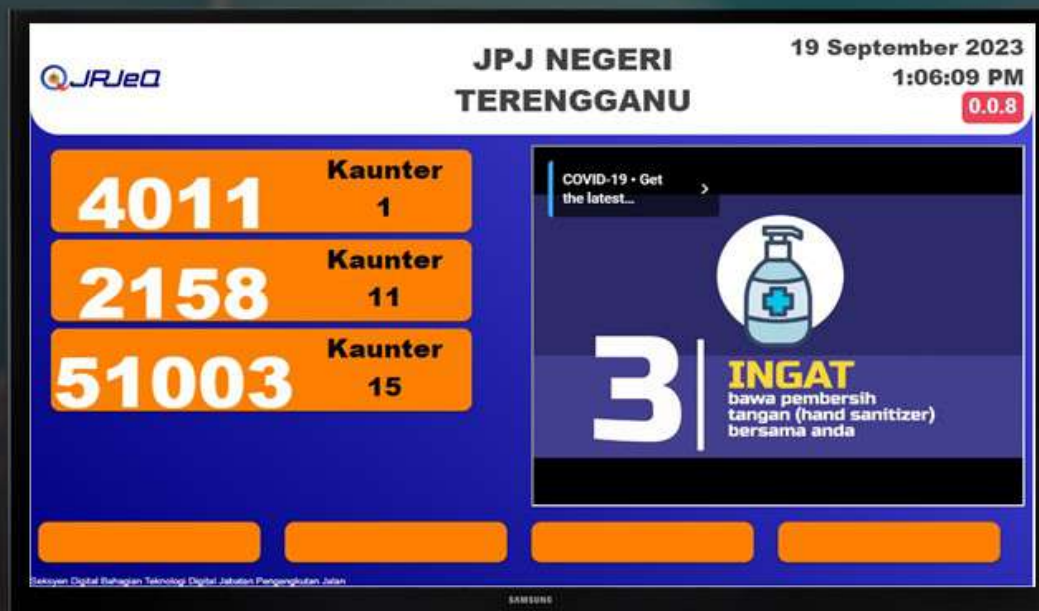 JPJeQ
JPJ NEGERI
TERENGGANU
19 September 2023
1:06:09 PM
0.0.8
4011
Kaunter
1
2158
Kaunter
11
51003
Kaunter
15
COVID-19 • Get
the latest...
3
INGAT
bawa pembersih
tangan (hand sanitizer)
bersama anda
Seksyen Digital Bahagian Teknologi Digital Jabatan Pengangkutan Jalan
SAMSUNG